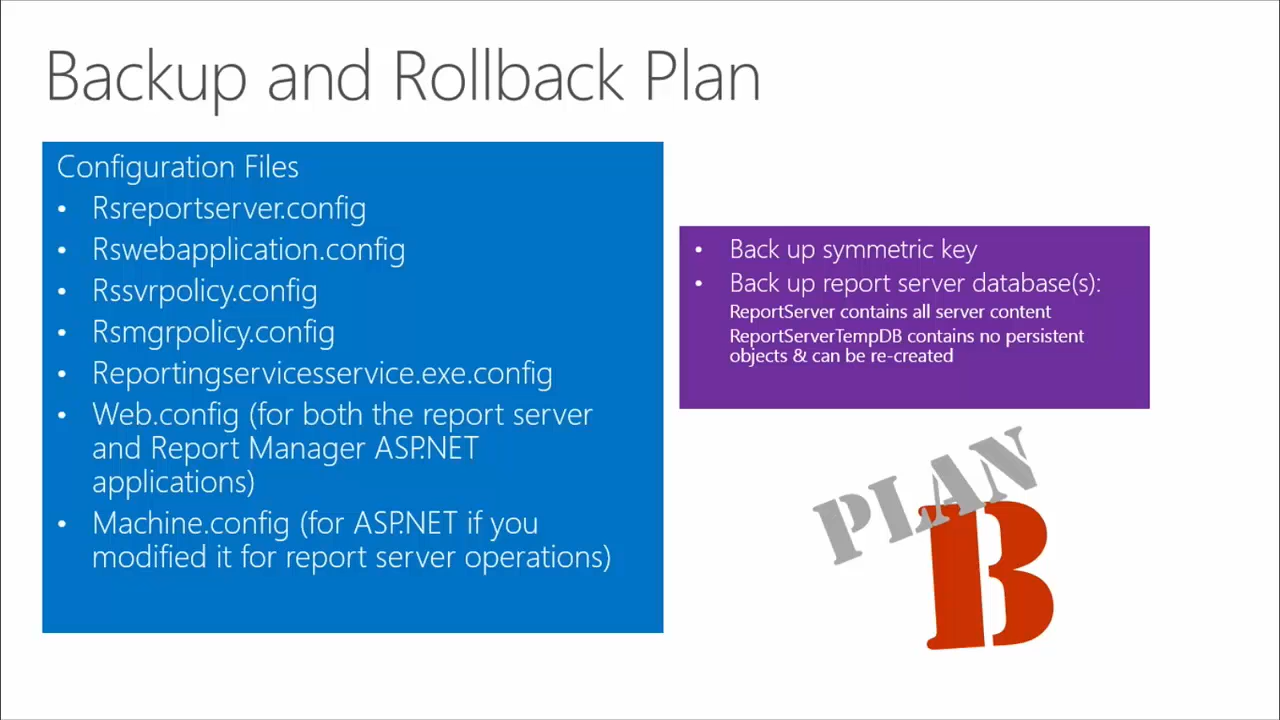 Backup and Rollback Plan
Configuration Files
• Rsreportserver.config
• Rswebapplication.config
• Rssvrpolicy.config
• Rsmgrpolicy.config
• Reportingservicesservice.exe.config
• Web.config (for both the report server
and Report Manager ASP.NET
applications)
• Machine.config (for ASP.NET if you
modified it for report server operations)
• Back up symmetric key
• Back up report server database(s):
ReportServer contains all server content
ReportServerTempDB contains no persistent
objects & can be re-created
PLAN
B